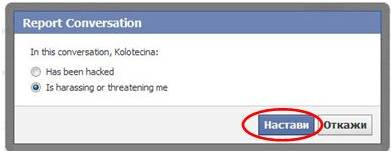 Report Conversation
In this conversation, Kolotecina:
Has been hacked
Is harassing or threatening me
Настави Откажи